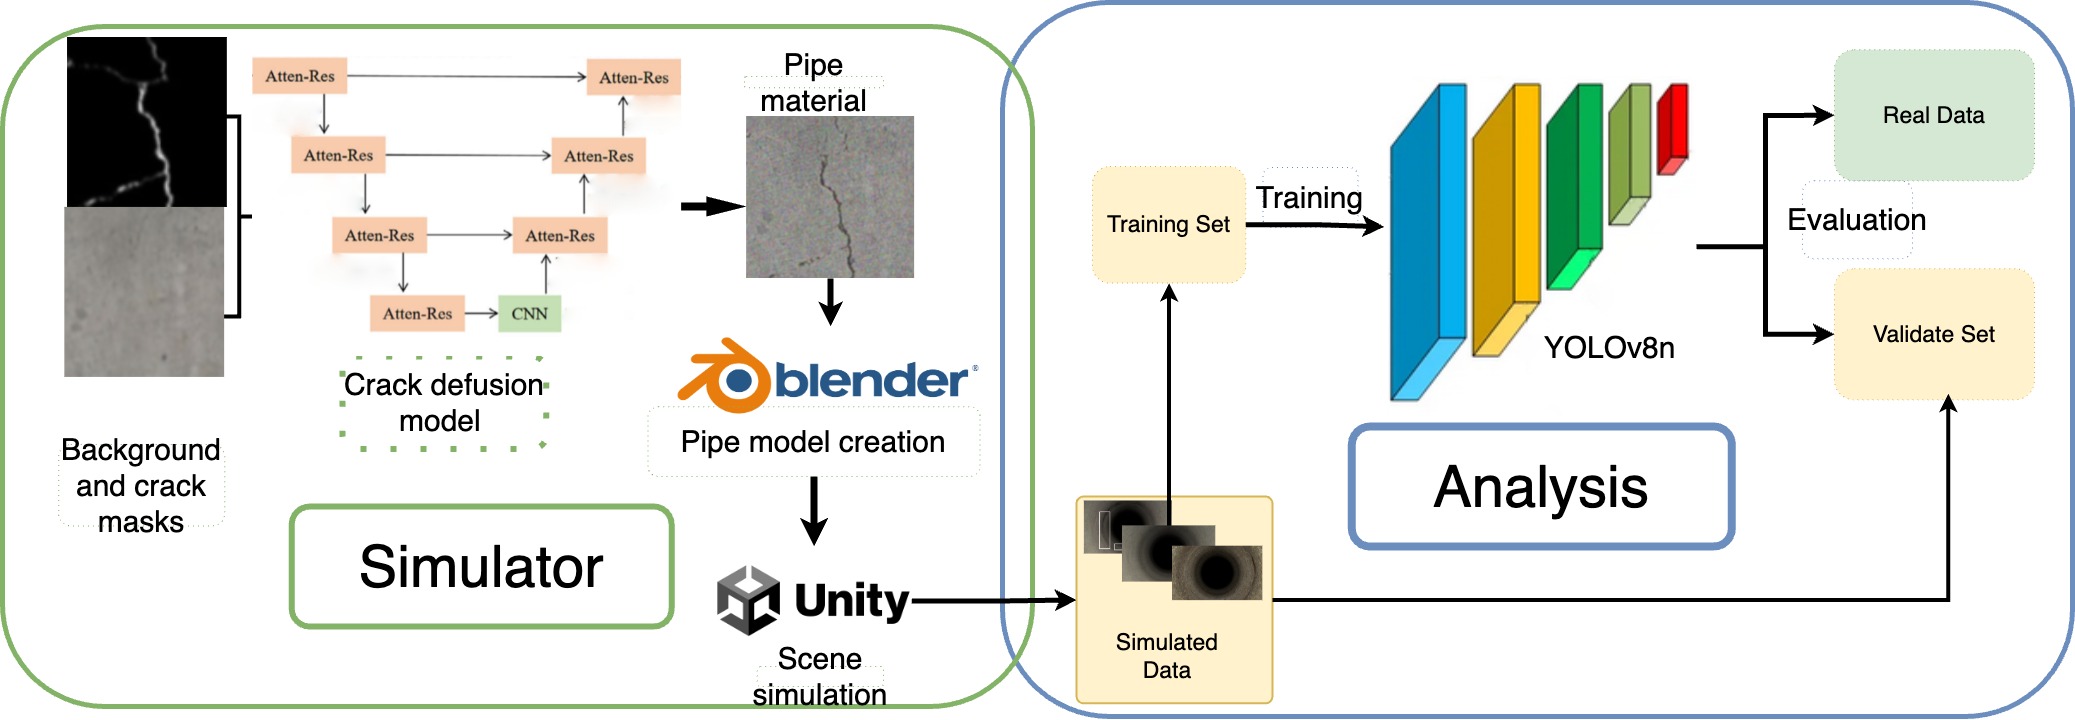 Atten-Res
Atten-Res
Atten-Res
Atten-Res
Atten-Res
Atten-Res
Atten-Res
CNN
Crack defusion
model
Background
and crack
masks
Pipe
material
blender®
Pipe model creation
Unity
Scene
simulation
Simulator
Simulated
Data
Training Set
Training
YOLOv8n
Evaluation
Real Data
Validate Set
Analysis